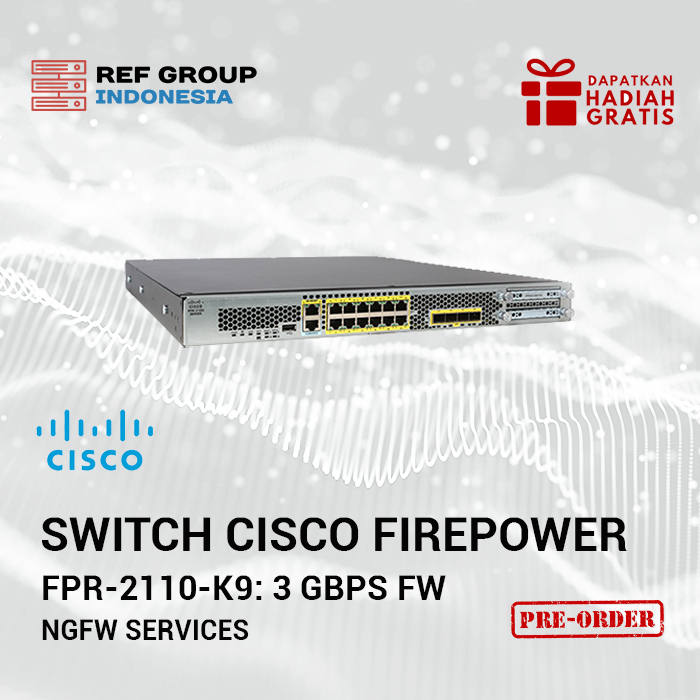 REF GROUP
INDONESIA
DAPATKAN
HADIAH
GRATIS
CISCO
SWITCH CISCO FIREPOWER
FPR-2110-K9: 3 GBPS FW
NGFW SERVICES
PRE-ORDER